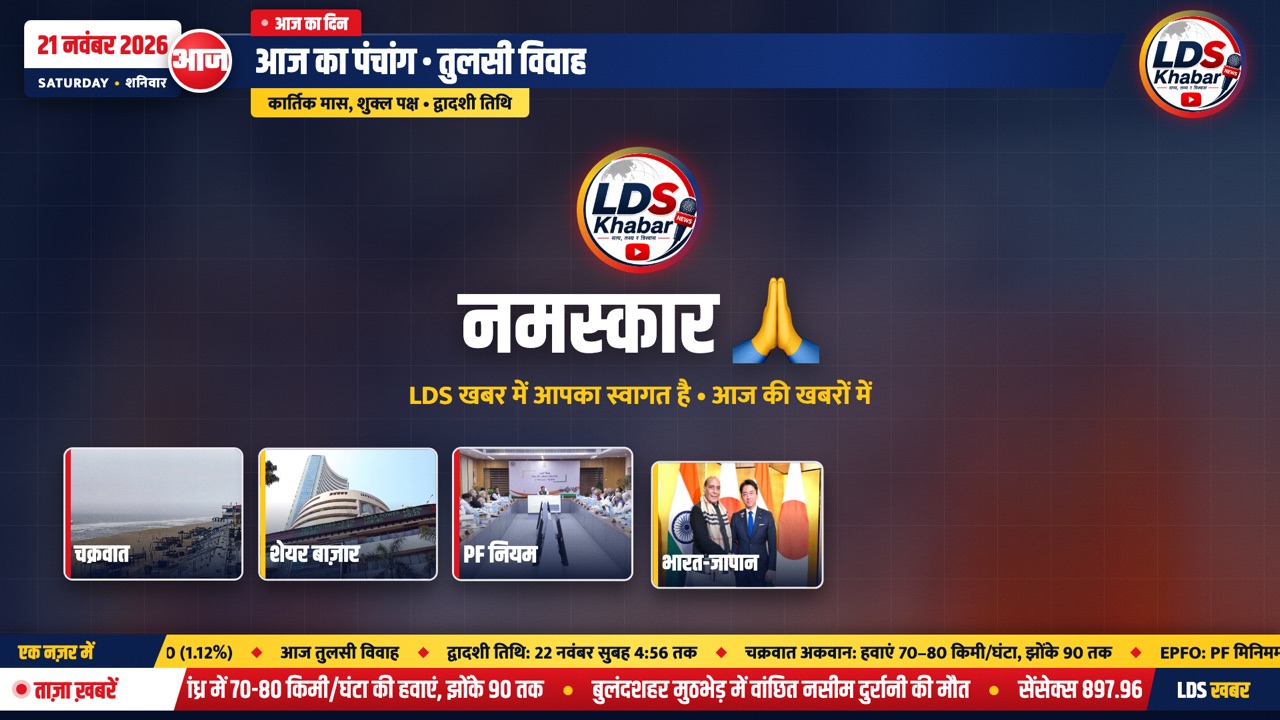 21 नवंबर 2026
SATURDAY • शनिवार
आज
आज का दिन
आज का पंचांग • तुलसी विवाह
कार्तिक मास, शुक्ल पक्ष • द्वादशी तिथि
LDS
Khabar
NEWS
LDS
Khabar
NEWS
नमस्कार 🙏
LDS खबर में आपका स्वागत है • आज की खबरों में
चक्रवात
शेयर बाज़ार
PF नियम
भारत-जापान
एक नज़र में
0 (1.12%) ◆ आज तुलसी विवाह ◆ द्वादशी तिथि: 22 नवंबर सुबह 4:56 तक ◆ चक्रवात अकवान: हवाएं 70–80 किमी/घंटा, झोंके 90 तक ◆ EPFO: PF मिनिमम
ताज़ा ख़बरें
ंध्र में 70-80 किमी/घंटा की हवाएं, झोंके 90 तक • बुलंदशहर मुठभेड़ में वांछित नसीम दुर्रानी की मौत • सेंसेक्स 897.96
LDS खबर